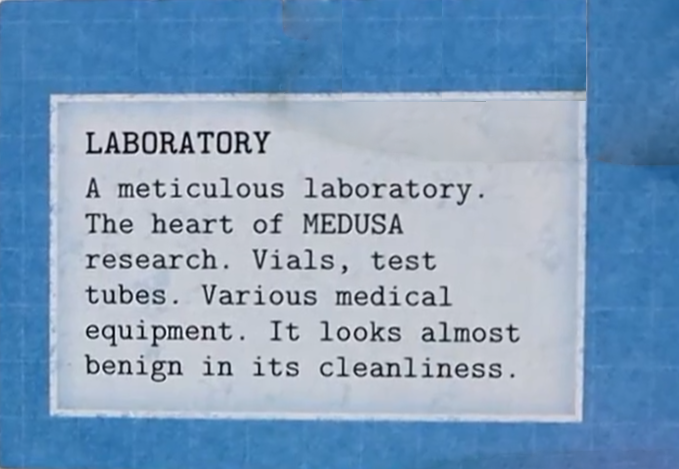 LABORATORY
A meticulous laboratory.
The heart of MEDUSA
research. Vials, test
tubes. Various medical
equipment. It looks almost
benign in its cleanliness.